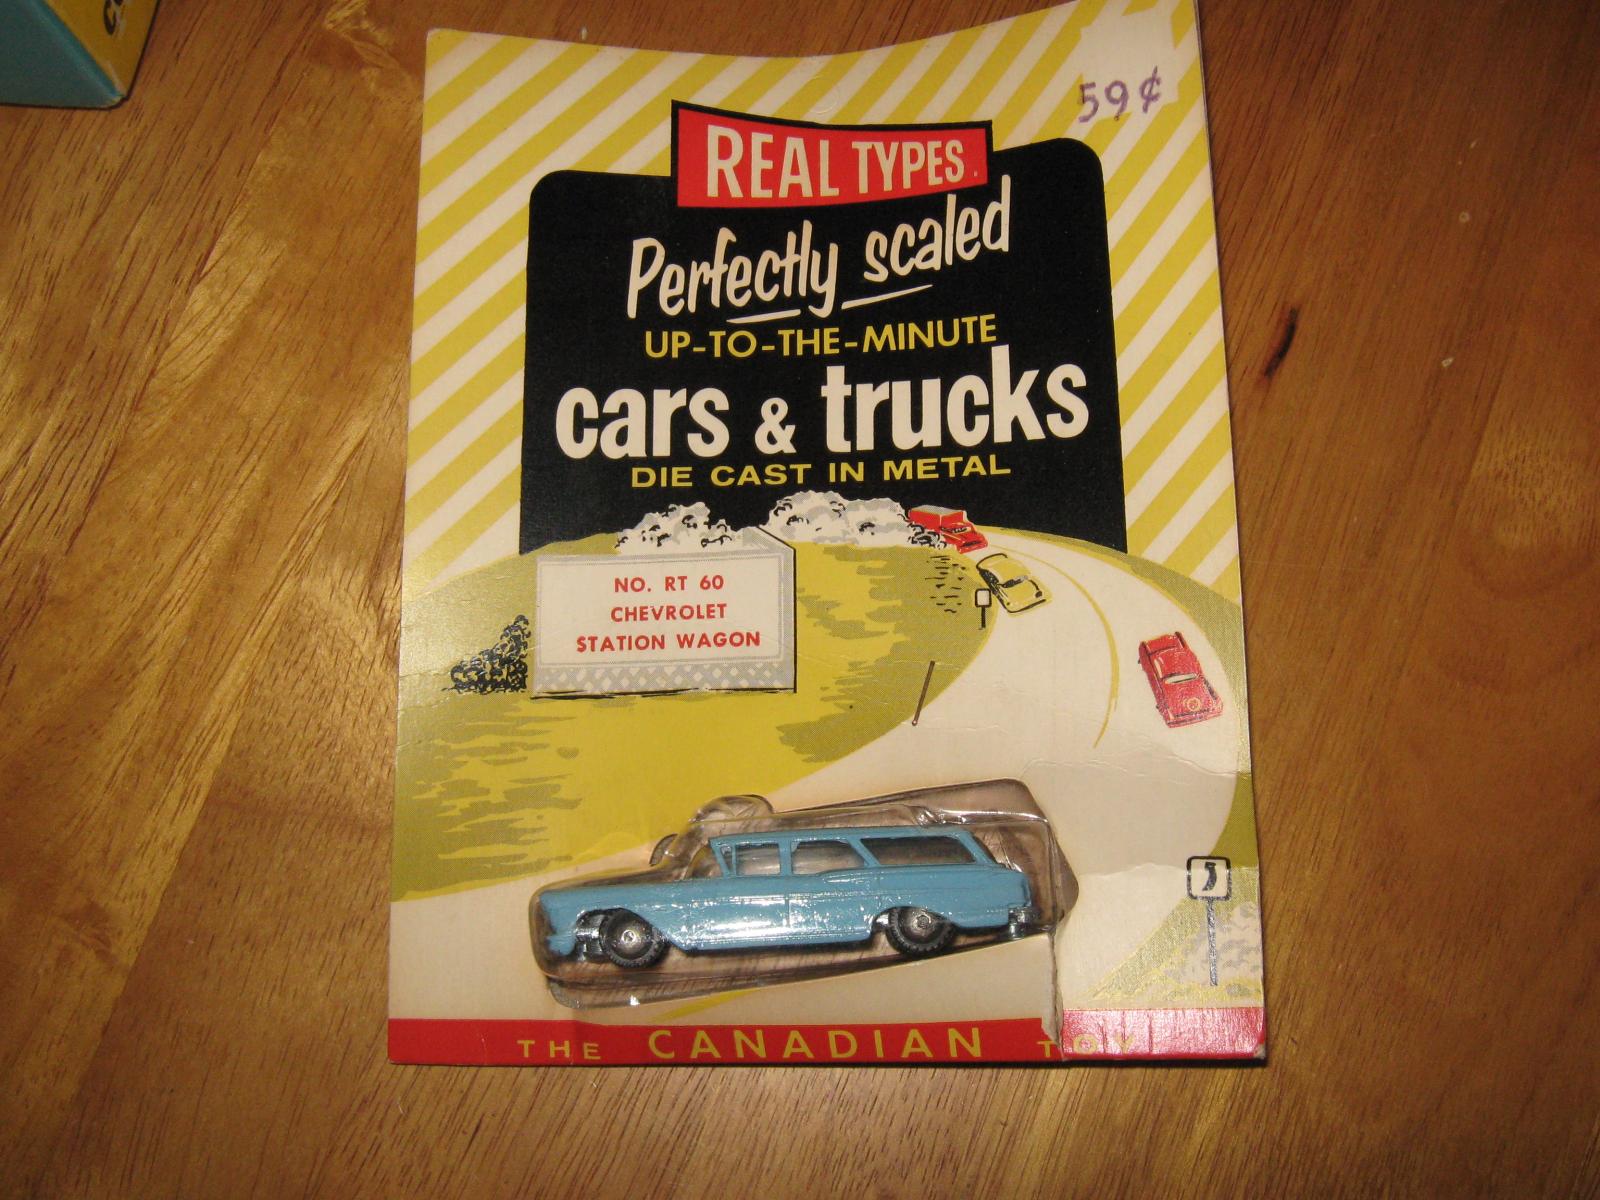 59¢
REAL TYPES.
Perfectly scaled
UP-TO-THE-MINUTE
cars & trucks
DIE CAST IN METAL
NO. RT 60
CHEVROLET
STATION WAGON
THE CANADIAN TOY